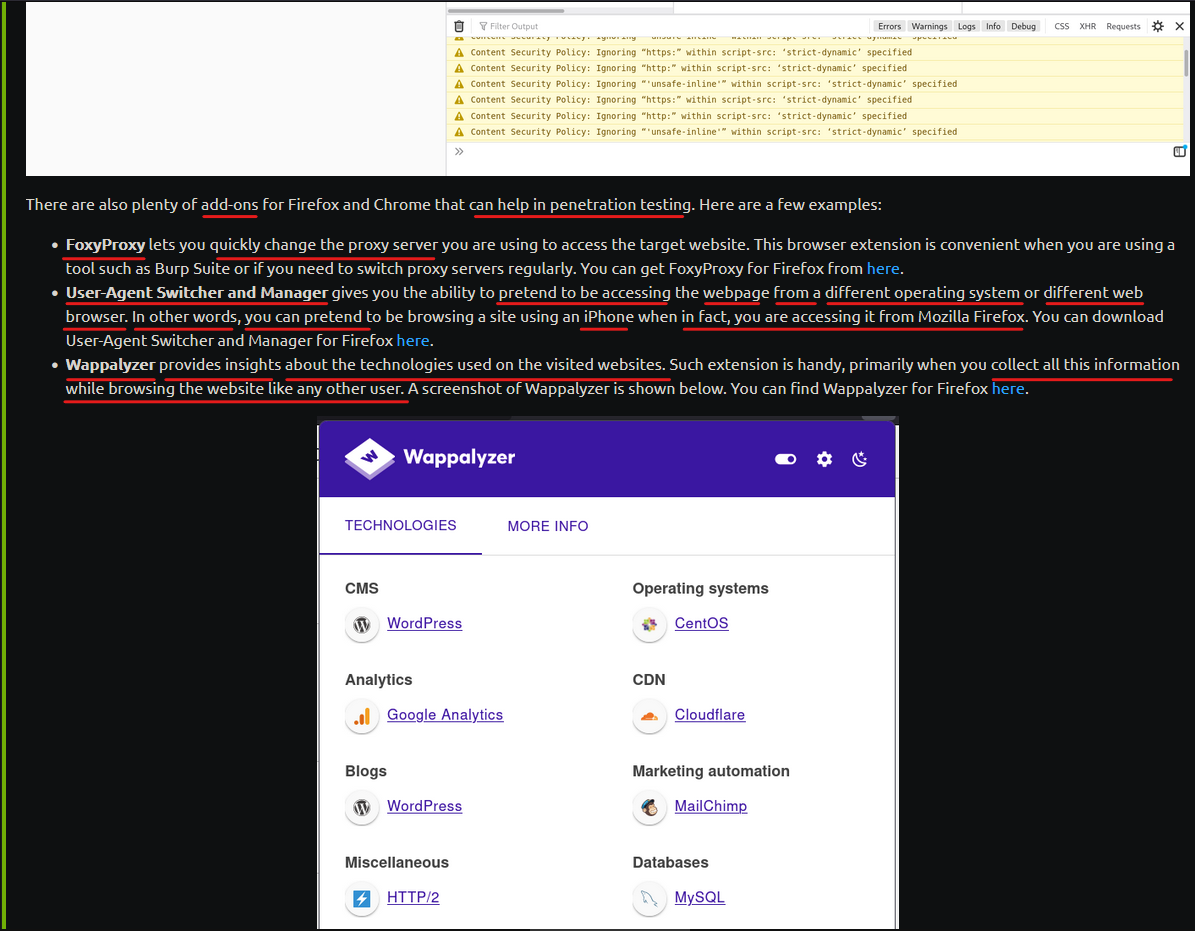 Filter Output
Errors Warnings Logs Info Debug CSS XHR Requests
Content Security Policy: Ignoring “'unsafe-inline'” within script-src: ‘strict-dynamic’ specified
Content Security Policy: Ignoring “https:” within script-src: ‘strict-dynamic’ specified
Content Security Policy: Ignoring “http:” within script-src: ‘strict-dynamic’ specified
Content Security Policy: Ignoring “'unsafe-inline'” within script-src: ‘strict-dynamic’ specified
Content Security Policy: Ignoring “https:” within script-src: ‘strict-dynamic’ specified
Content Security Policy: Ignoring “http:” within script-src: ‘strict-dynamic’ specified
Content Security Policy: Ignoring “'unsafe-inline'” within script-src: ‘strict-dynamic’ specified
There are also plenty of add-ons for Firefox and Chrome that can help in penetration testing. Here are a few examples:
• FoxyProxy lets you quickly change the proxy server you are using to access the target website. This browser extension is convenient when you are using a
tool such as Burp Suite or if you need to switch proxy servers regularly. You can get FoxyProxy for Firefox from here.
• User-Agent Switcher and Manager gives you the ability to pretend to be accessing the webpage from a different operating system or different web
browser. In other words, you can pretend to be browsing a site using an iPhone when in fact, you are accessing it from Mozilla Firefox. You can download
User-Agent Switcher and Manager for Firefox here.
• Wappalyzer provides insights about the technologies used on the visited websites. Such extension is handy, primarily when you collect all this information
while browsing the website like any other user. A screenshot of Wappalyzer is shown below. You can find Wappalyzer for Firefox here.
Wappalyzer
TECHNOLOGIES MORE INFO
CMS
WordPress
Operating systems
CentOS
Analytics
Google Analytics
CDN
Cloudflare
Blogs
WordPress
Marketing automation
MailChimp
Miscellaneous
HTTP/2
Databases
MySQL